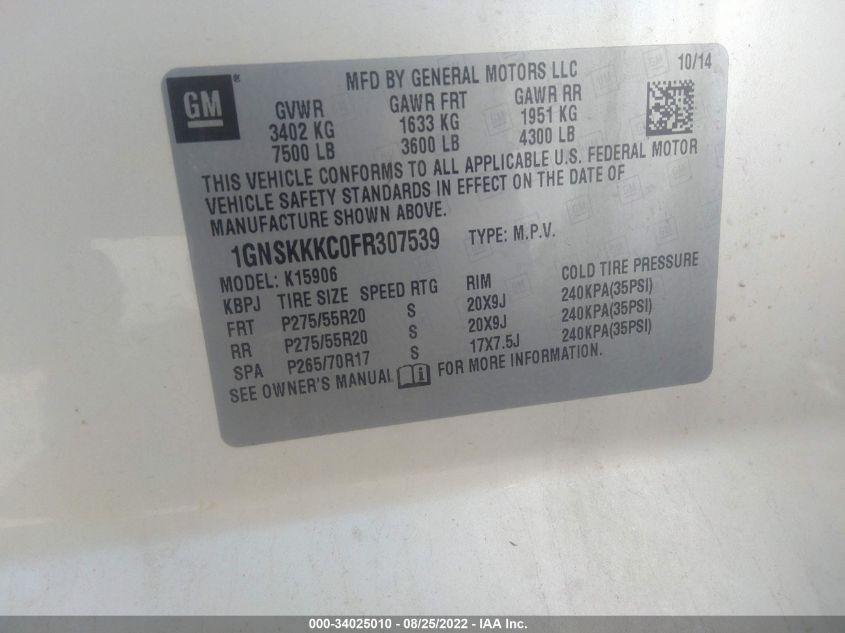 GM ®
MFD BY GENERAL MOTORS LLC
10/14
GVWR GAWR FRT GAWR RR
3402 KG 1633 KG 1951 KG
7500 LB 3600 LB 4300 LB
THIS VEHICLE CONFORMS TO ALL APPLICABLE U.S. FEDERAL MOTOR
VEHICLE SAFETY STANDARDS IN EFFECT ON THE DATE OF
MANUFACTURE SHOWN ABOVE.
1GNSKKKC0FR307539 TYPE: M.P.V.
MODEL: K15906
KBPJ TIRE SIZE SPEED RTG RIM COLD TIRE PRESSURE
FRT P275/55R20 S 20X9J 240KPA(35PSI)
RR P275/55R20 S 20X9J 240KPA(35PSI)
SPA P265/70R17 S 17X7.5J 240KPA(35PSI)
SEE OWNER'S MANUAL i FOR MORE INFORMATION.
000-34025010 - 08/25/2022 - IAA Inc.